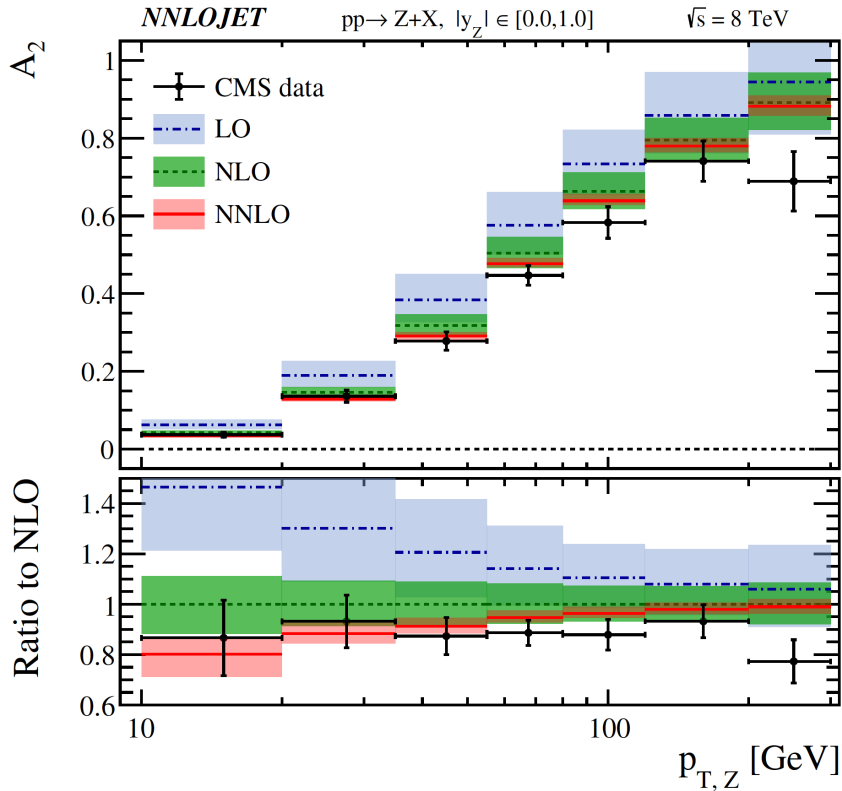 NNLOJET pp→ Z+X, |y_Z| ∈ [0.0,1.0] √s = 8 TeV
A_2
1
0.8
0.6
0.4
0.2
0
CMS data
LO
NLO
NNLO
Ratio to NLO
1.4
1.2
1
0.8
0.6
10 100
p_{T, Z} [GeV]